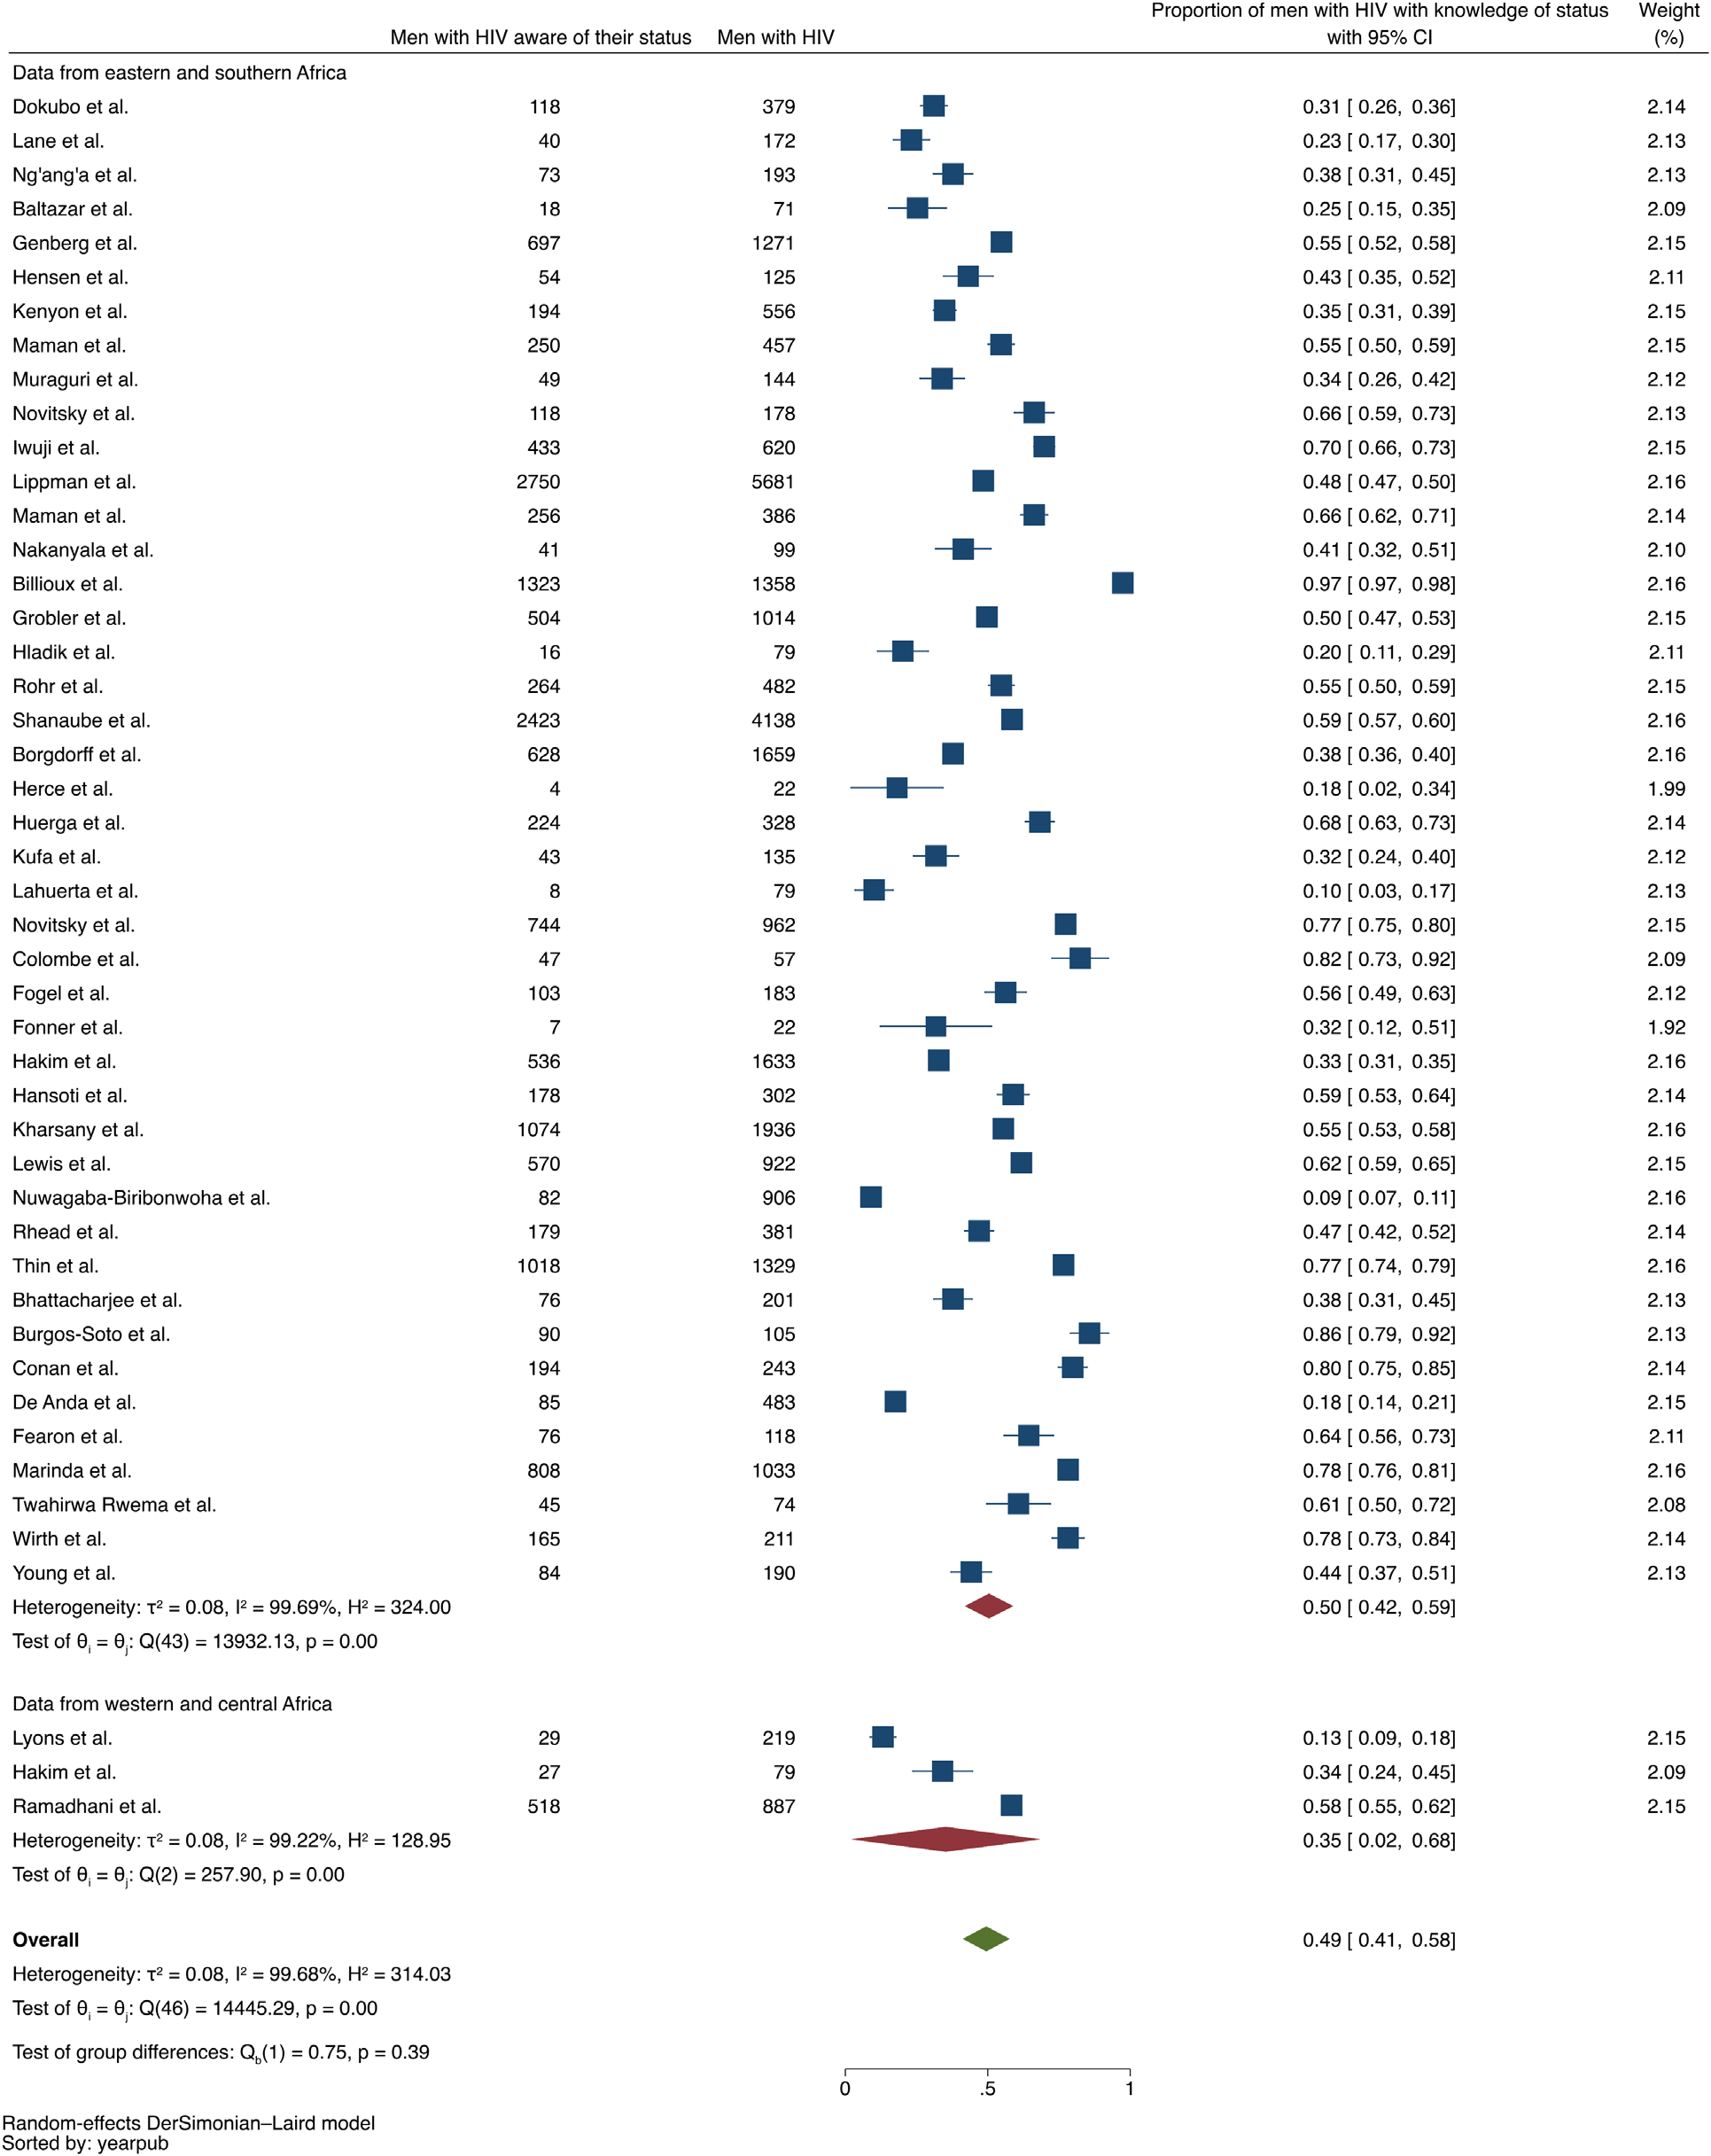 Proportion of men with HIV with knowledge of status Weight
Men with HIV aware of their status Men with HIV with 95% CI (%)
Data from eastern and southern Africa
Dokubo et al. 118 379 0.31 [ 0.26, 0.36] 2.14
Lane et al. 40 172 0.23 [ 0.17, 0.30] 2.13
Ng'ang'a et al. 73 193 0.38 [ 0.31, 0.45] 2.13
Baltazar et al. 18 71 0.25 [ 0.15, 0.35] 2.09
Genberg et al. 697 1271 0.55 [ 0.52, 0.58] 2.15
Hensen et al. 54 125 0.43 [ 0.35, 0.52] 2.11
Kenyon et al. 194 556 0.35 [ 0.31, 0.39] 2.15
Maman et al. 250 457 0.55 [ 0.50, 0.59] 2.15
Muraguri et al. 49 144 0.34 [ 0.26, 0.42] 2.12
Novitsky et al. 118 178 0.66 [ 0.59, 0.73] 2.13
Iwuji et al. 433 620 0.70 [ 0.66, 0.73] 2.15
Lippman et al. 2750 5681 0.48 [ 0.47, 0.50] 2.16
Maman et al. 256 386 0.66 [ 0.62, 0.71] 2.14
Nakanyala et al. 41 99 0.41 [ 0.32, 0.51] 2.10
Billioux et al. 1323 1358 0.97 [ 0.97, 0.98] 2.16
Grobler et al. 504 1014 0.50 [ 0.47, 0.53] 2.15
Hladik et al. 16 79 0.20 [ 0.11, 0.29] 2.11
Rohr et al. 264 482 0.55 [ 0.50, 0.59] 2.15
Shanaube et al. 2423 4138 0.59 [ 0.57, 0.60] 2.16
Borgdorff et al. 628 1659 0.38 [ 0.36, 0.40] 2.16
Herce et al. 4 22 0.18 [ 0.02, 0.34] 1.99
Huerga et al. 224 328 0.68 [ 0.63, 0.73] 2.14
Kufa et al. 43 135 0.32 [ 0.24, 0.40] 2.12
Lahuerta et al. 8 79 0.10 [ 0.03, 0.17] 2.13
Novitsky et al. 744 962 0.77 [ 0.75, 0.80] 2.15
Colombe et al. 47 57 0.82 [ 0.73, 0.92] 2.09
Fogel et al. 103 183 0.56 [ 0.49, 0.63] 2.12
Fonner et al. 7 22 0.32 [ 0.12, 0.51] 1.92
Hakim et al. 536 1633 0.33 [ 0.31, 0.35] 2.16
Hansoti et al. 178 302 0.59 [ 0.53, 0.64] 2.14
Kharsany et al. 1074 1936 0.55 [ 0.53, 0.58] 2.16
Lewis et al. 570 922 0.62 [ 0.59, 0.65] 2.15
Nuwagaba-Biribonwoha et al. 82 906 0.09 [ 0.07, 0.11] 2.16
Rhead et al. 179 381 0.47 [ 0.42, 0.52] 2.14
Thin et al. 1018 1329 0.77 [ 0.74, 0.79] 2.16
Bhattacharjee et al. 76 201 0.38 [ 0.31, 0.45] 2.13
Burgos-Soto et al. 90 105 0.86 [ 0.79, 0.92] 2.13
Conan et al. 194 243 0.80 [ 0.75, 0.85] 2.14
De Anda et al. 85 483 0.18 [ 0.14, 0.21] 2.15
Fearon et al. 76 118 0.64 [ 0.56, 0.73] 2.11
Marinda et al. 808 1033 0.78 [ 0.76, 0.81] 2.16
Twahirwa Rwema et al. 45 74 0.61 [ 0.50, 0.72] 2.08
Wirth et al. 165 211 0.78 [ 0.73, 0.84] 2.14
Young et al. 84 190 0.44 [ 0.37, 0.51] 2.13
Heterogeneity: τ² = 0.08, I² = 99.69%, H² = 324.00 0.50 [ 0.42, 0.59]
Test of θi = θj: Q(43) = 13932.13, p = 0.00
Data from western and central Africa
Lyons et al. 29 219 0.13 [ 0.09, 0.18] 2.15
Hakim et al. 27 79 0.34 [ 0.24, 0.45] 2.09
Ramadhani et al. 518 887 0.58 [ 0.55, 0.62] 2.15
Heterogeneity: τ² = 0.08, I² = 99.22%, H² = 128.95 0.35 [ 0.02, 0.68]
Test of θi = θj: Q(2) = 257.90, p = 0.00
Overall 0.49 [ 0.41, 0.58]
Heterogeneity: τ² = 0.08, I² = 99.68%, H² = 314.03
Test of θi = θj: Q(46) = 14445.29, p = 0.00
Test of group differences: Qb(1) = 0.75, p = 0.39
0 .5 1
Random-effects DerSimonian–Laird model
Sorted by: yearpub